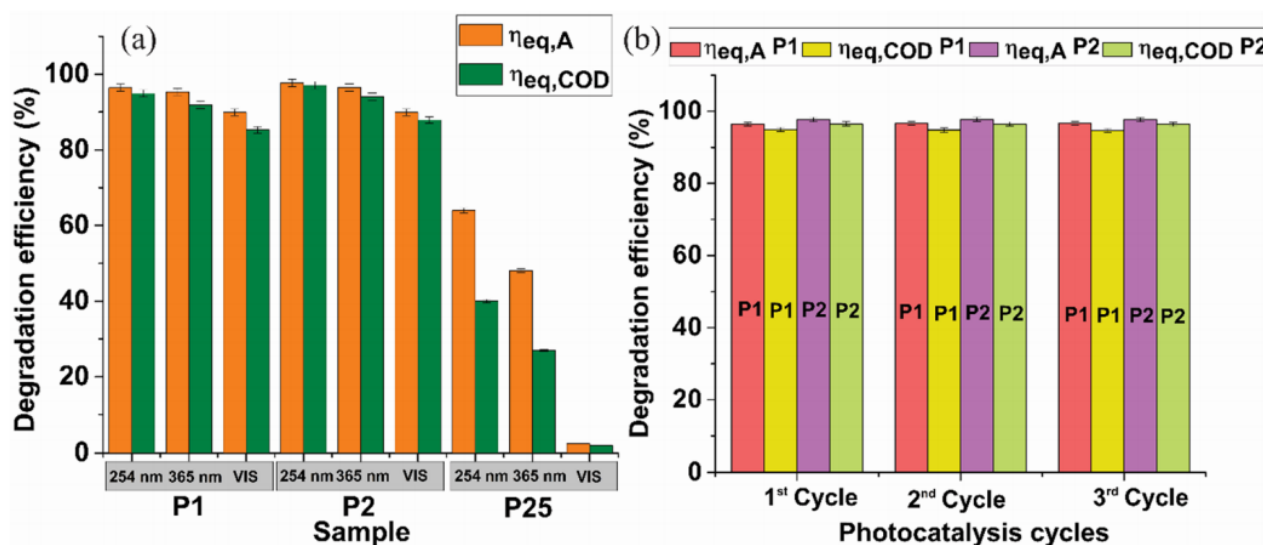 (a)
ηeq,A
ηeq,COD
Degradation efficiency (%)
100
80
60
40
20
0
254 nm 365 nm VIS 254 nm 365 nm VIS 254 nm 365 nm VIS
P1 P2 P25
Sample
(b)
ηeq,A P1 ηeq,COD P1 ηeq,A P2 ηeq,COD P2
Degradation efficiency (%)
100
80
60
40
20
0
P1 P1 P2 P2 P1 P1 P2 P2 P1 P1 P2 P2
1st Cycle 2nd Cycle 3rd Cycle
Photocatalysis cycles